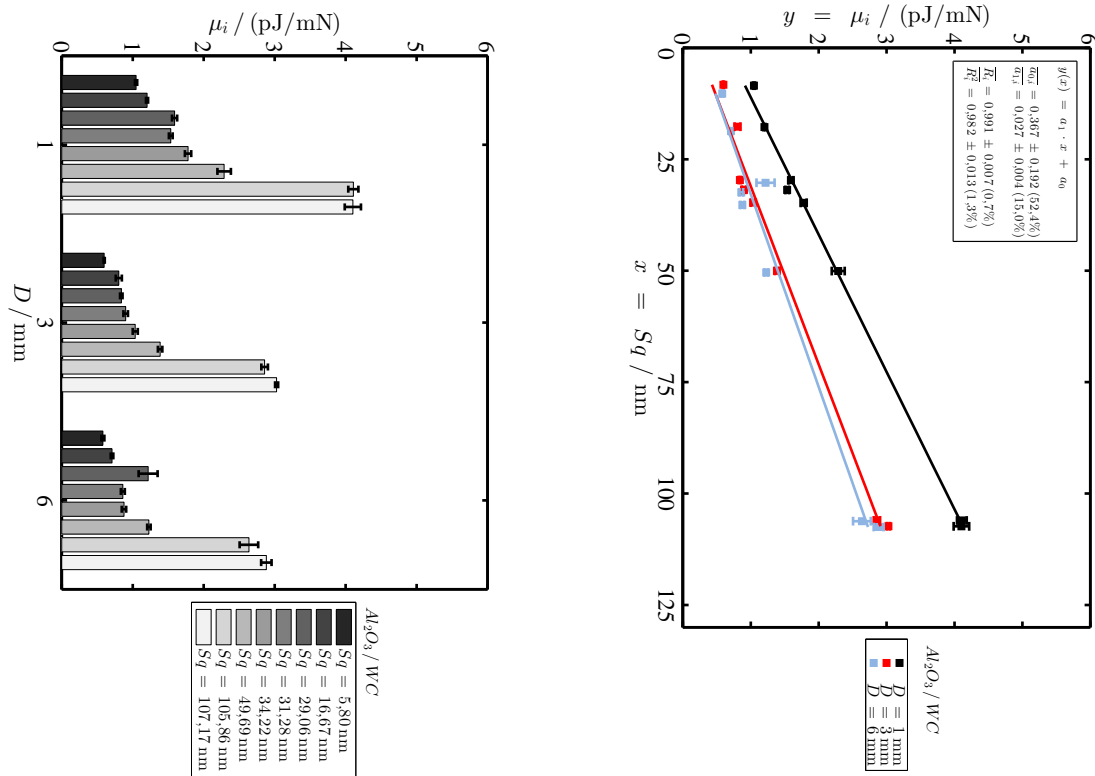 y = μᵢ / (pJ/mN)
6
5
4
3
2
1
0
y(x) = a₁ · x + a₀
a̅₀,ᵢ = 0,367 ± 0,192 (52,4%)
a̅₁,ᵢ = 0,027 ± 0,004 (15,0%)
R̅ᵢ = 0,991 ± 0,007 (0,7%)
R̅ᵢ² = 0,982 ± 0,013 (1,3%)
0 25 50 75 100 125
x = Sq / nm
Al₂O₃/WC
D = 1 mm
D = 3 mm
D = 6 mm
μᵢ / (pJ/mN)
6
5
4
3
2
1
0
1 3 6
D / mm
Al₂O₃/WC
Sq = 5,80 nm
Sq = 16,67 nm
Sq = 29,06 nm
Sq = 31,28 nm
Sq = 34,22 nm
Sq = 49,69 nm
Sq = 105,86 nm
Sq = 107,17 nm